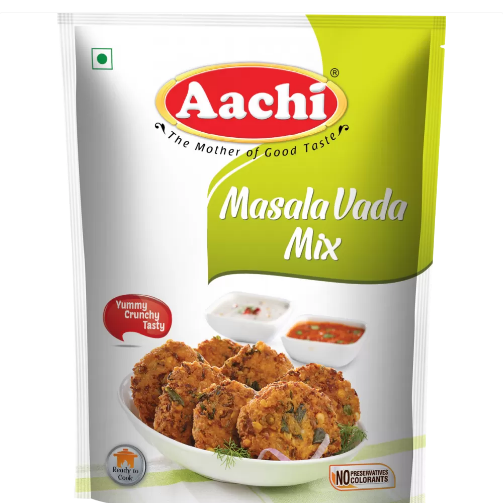 Aachi®
The Mother of Good Taste
Masala Vada
Mix
Yummy
Crunchy
Tasty
Ready to
Cook
NO PRESERVATIVES
COLORANTS